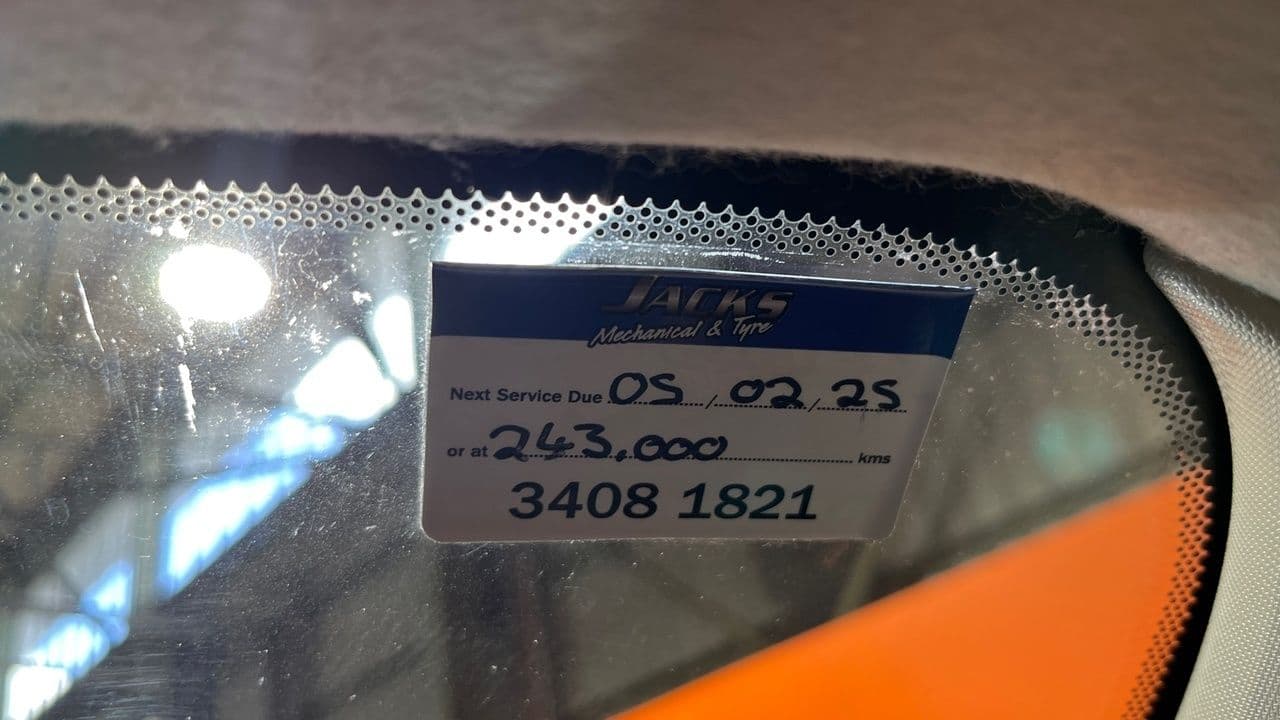 JACKS
Mechanical & Tyre
Next Service Due 05 / 02 / 25
or at 243,000 kms
3408 1821